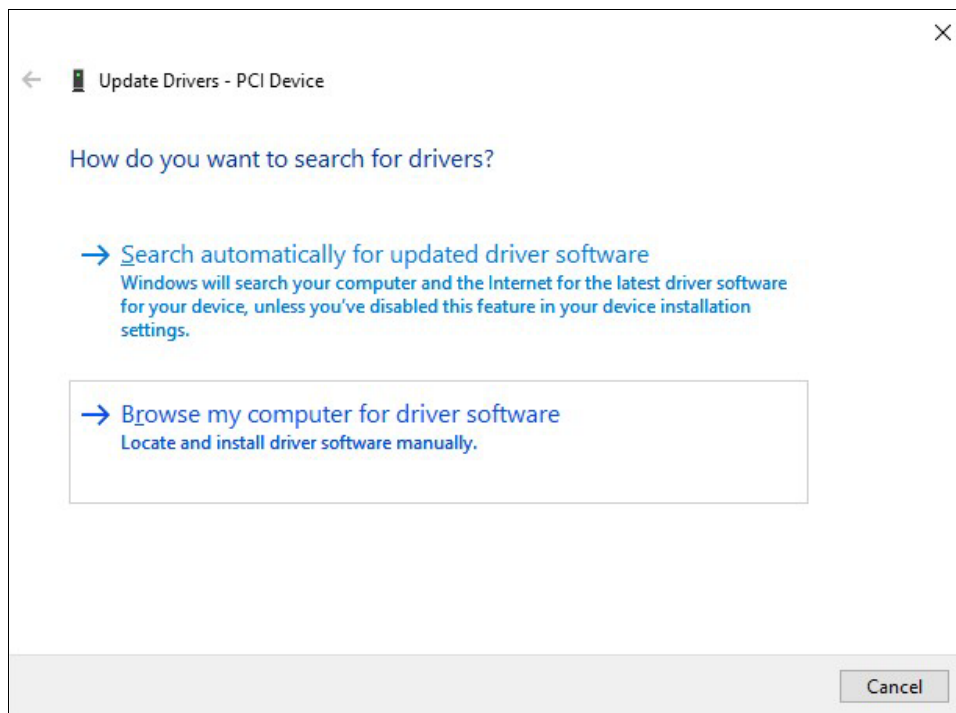 Update Drivers - PCI Device
How do you want to search for drivers?
Search automatically for updated driver software
Windows will search your computer and the Internet for the latest driver software
for your device, unless you've disabled this feature in your device installation
settings.
Browse my computer for driver software
Locate and install driver software manually.
Cancel